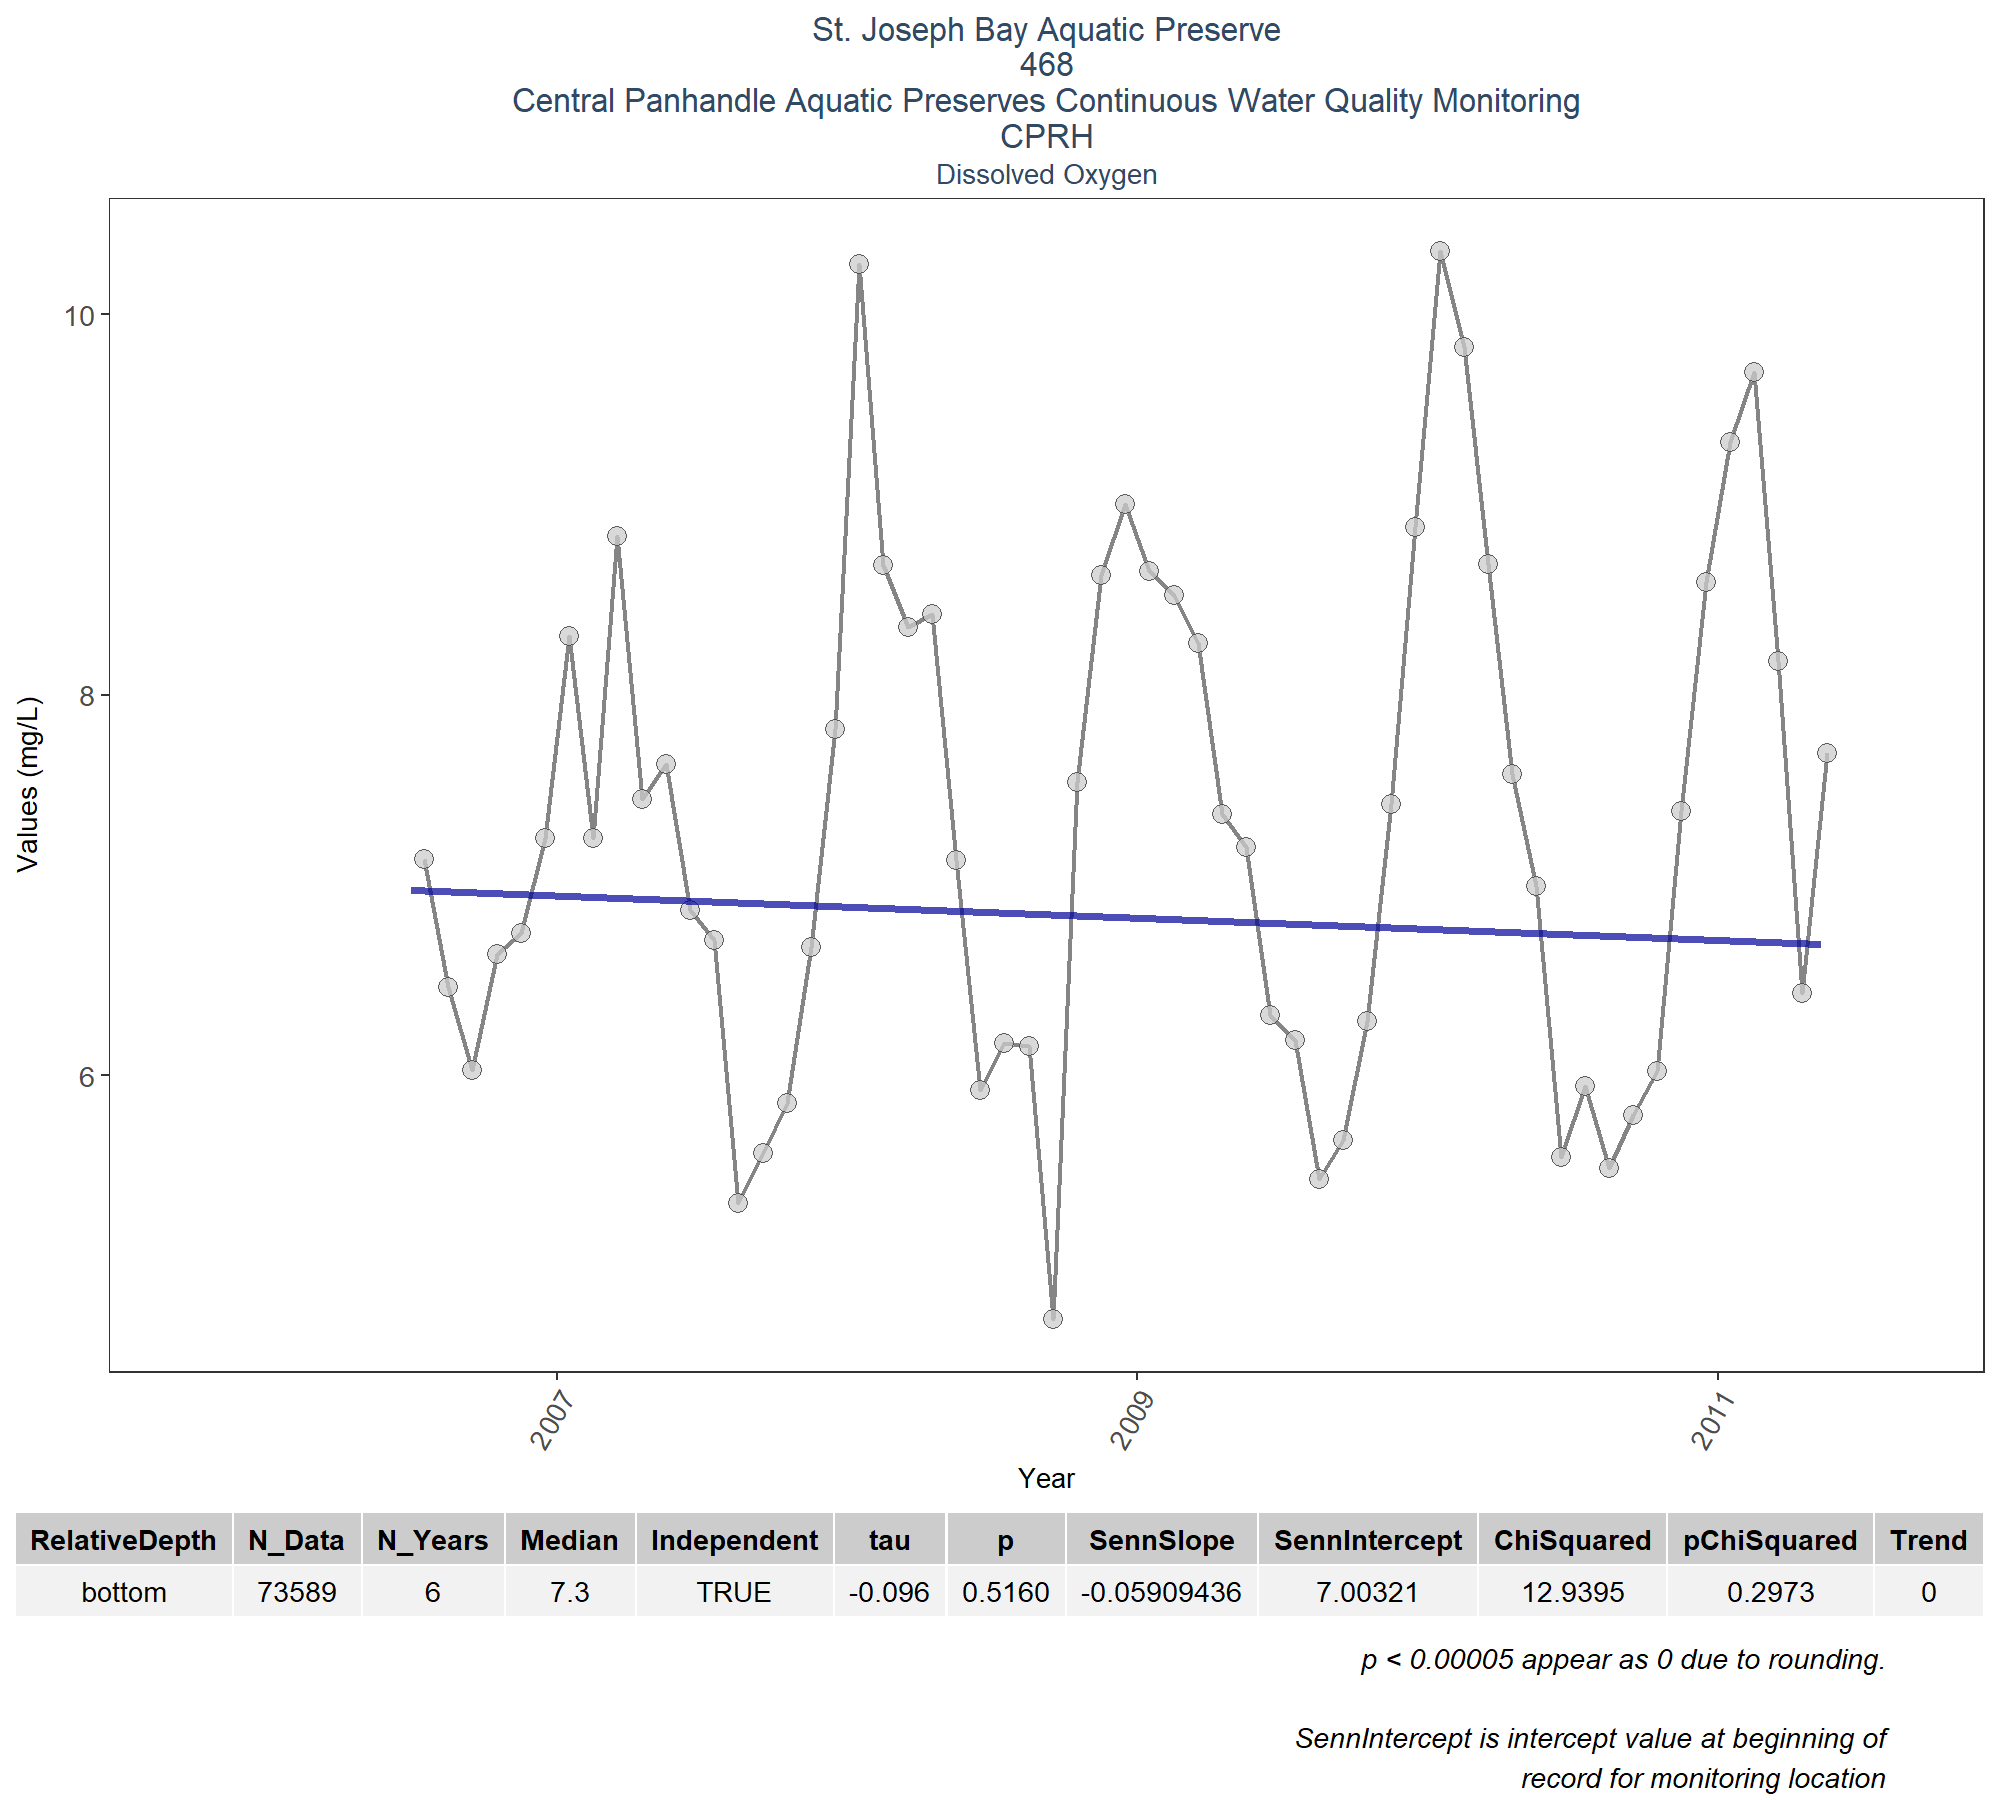 St. Joseph Bay Aquatic Preserve
468
Central Panhandle Aquatic Preserves Continuous Water Quality Monitoring
CPRH
Dissolved Oxygen
10
8
6
Values (mg/L)
2007
2009
2011
Year
RelativeDepth N_Data N_Years Median Independent tau p SennSlope SennIntercept ChiSquared pChiSquared Trend
bottom 73589 6 7.3 TRUE -0.096 0.5160 -0.05909436 7.00321 12.9395 0.2973 0
p < 0.00005 appear as 0 due to rounding.
SennIntercept is intercept value at beginning of
record for monitoring location